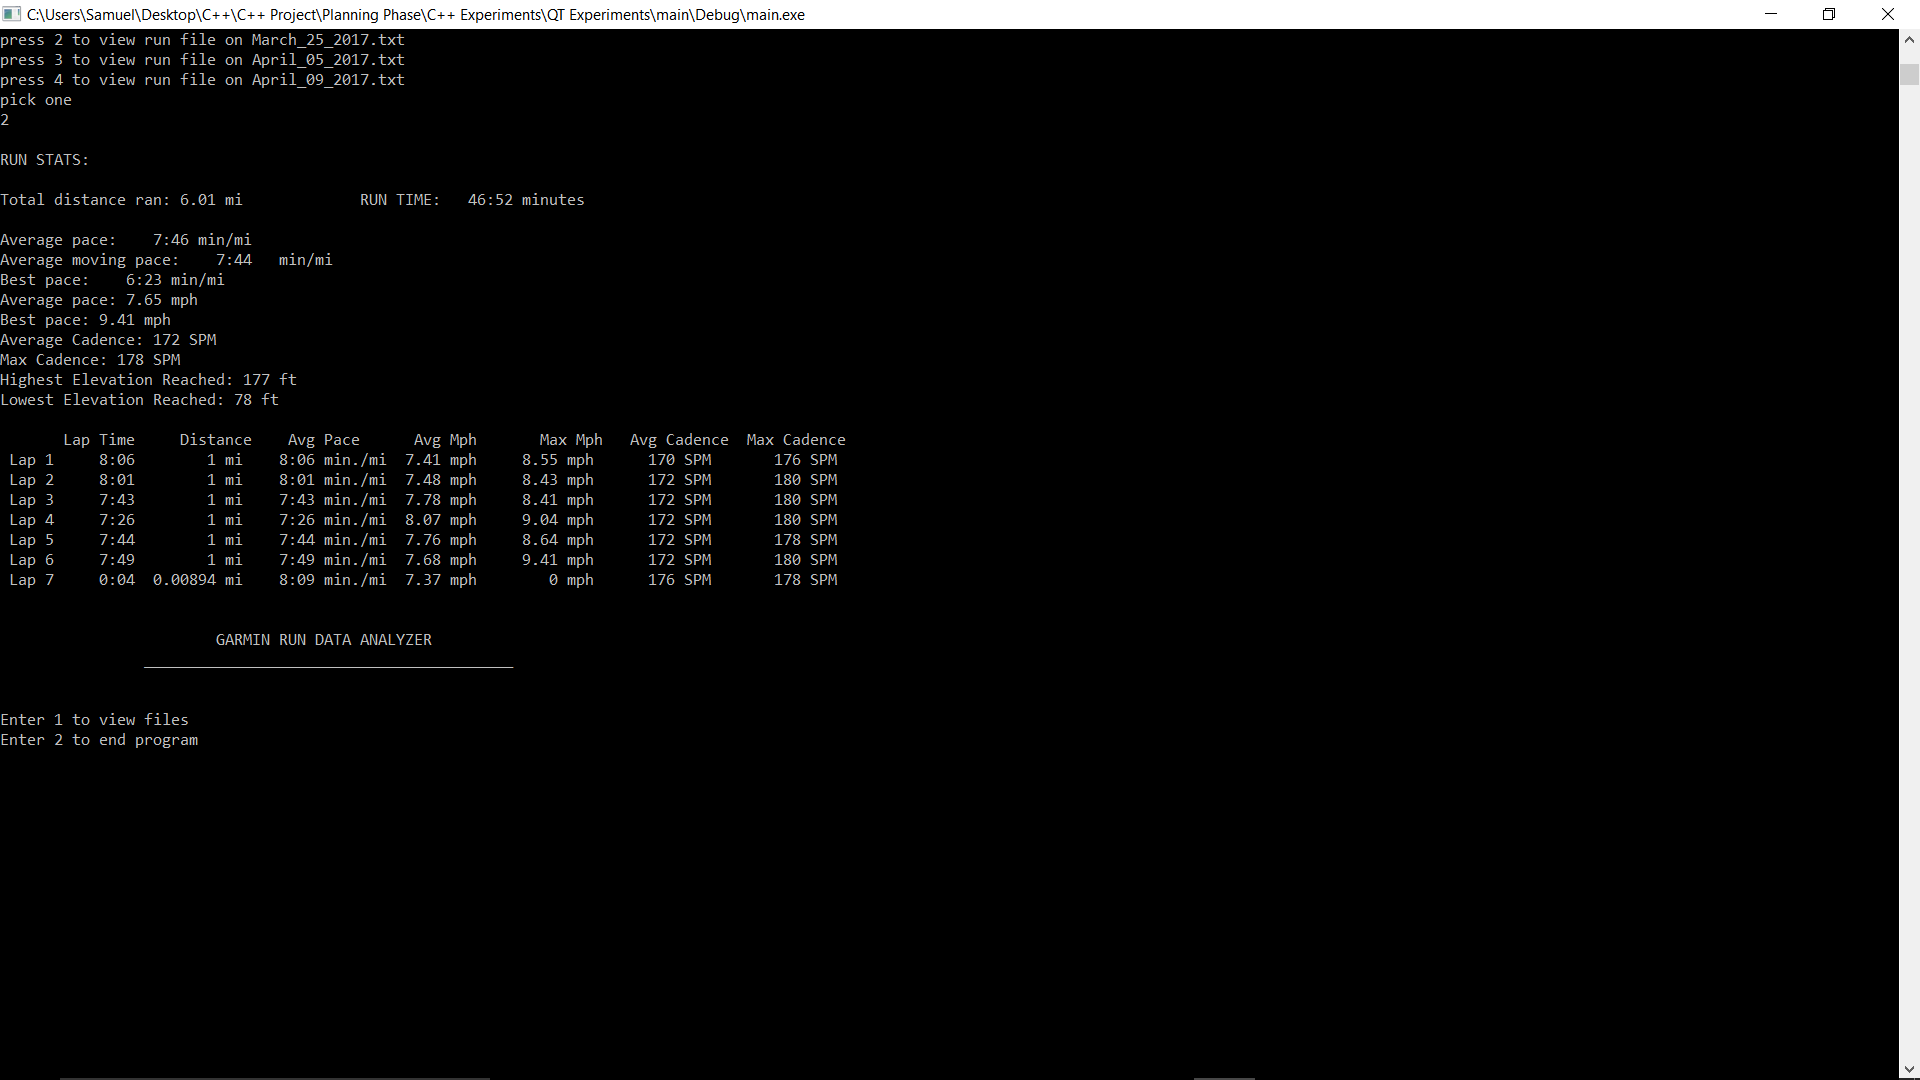 C:\Users\Samuel\Desktop\C++\C++ Project\Planning Phase\C++ Experiments\QT Experiments\main\Debug\main.exe
press 2 to view run file on March_25_2017.txt
press 3 to view run file on April_05_2017.txt
press 4 to view run file on April_09_2017.txt
pick one
2
RUN STATS:
Total distance ran: 6.01 mi             RUN TIME:   46:52 minutes
Average pace:    7:46 min/mi
Average moving pace:    7:44   min/mi
Best pace:    6:23 min/mi
Average pace: 7.65 mph
Best pace: 9.41 mph
Average Cadence: 172 SPM
Max Cadence: 178 SPM
Highest Elevation Reached: 177 ft
Lowest Elevation Reached: 78 ft
       Lap Time     Distance    Avg Pace      Avg Mph       Max Mph   Avg Cadence  Max Cadence
 Lap 1     8:06        1 mi    8:06 min./mi  7.41 mph     8.55 mph      170 SPM       176 SPM
 Lap 2     8:01        1 mi    8:01 min./mi  7.48 mph     8.43 mph      172 SPM       180 SPM
 Lap 3     7:43        1 mi    7:43 min./mi  7.78 mph     8.41 mph      172 SPM       180 SPM
 Lap 4     7:26        1 mi    7:26 min./mi  8.07 mph     9.04 mph      172 SPM       180 SPM
 Lap 5     7:44        1 mi    7:44 min./mi  7.76 mph     8.64 mph      172 SPM       178 SPM
 Lap 6     7:49        1 mi    7:49 min./mi  7.68 mph     9.41 mph      172 SPM       180 SPM
 Lap 7     0:04  0.00894 mi    8:09 min./mi  7.37 mph        0 mph      176 SPM       178 SPM
GARMIN RUN DATA ANALYZER
_________________________________________
Enter 1 to view files
Enter 2 to end program